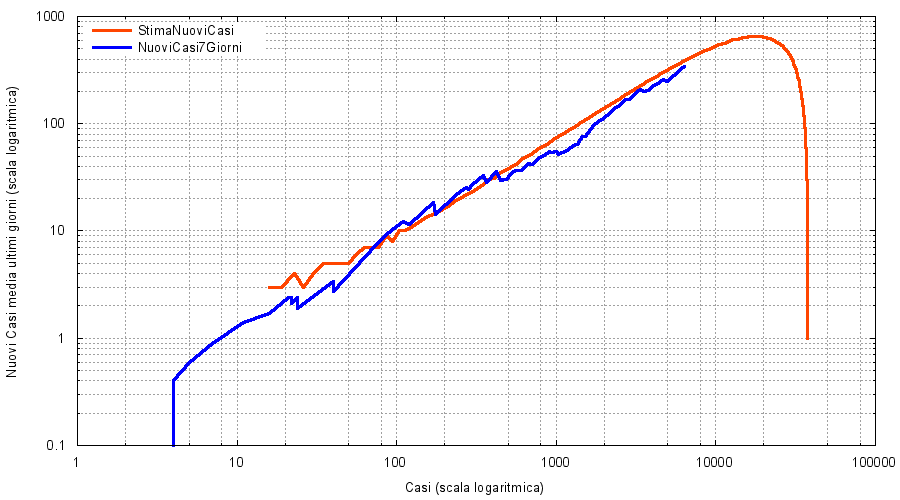 1000
StimaNuoviCasi
NuoviCasi7Giorni
100
10
1
0.1
Nuovi Casi media ultimi giorni (scala logaritmica)
1 10 100 1000 10000 100000
Casi (scala logaritmica)